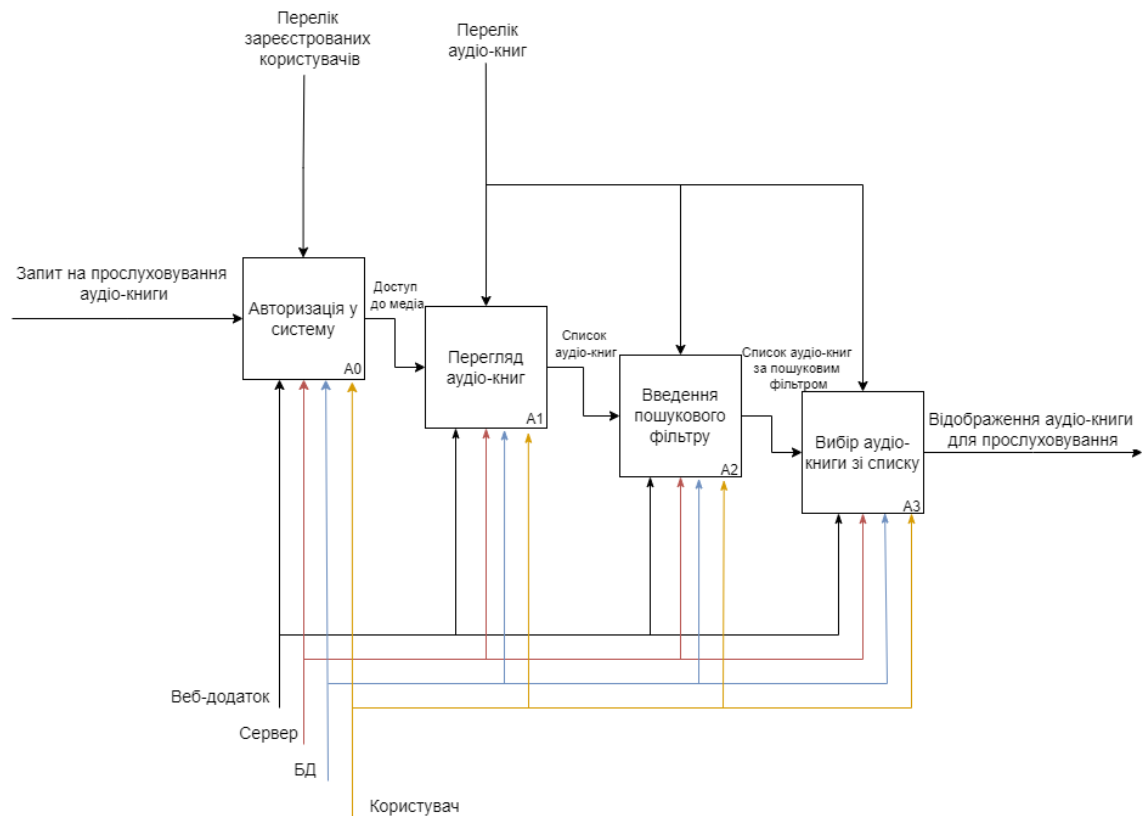 Перелік
зареєстрованих
користувачів
Перелік
аудіо-книг
Запит на прослуховування
аудіо-книги
Авторизація у
систему
A0
Доступ
до медіа
Перегляд
аудіо-книг
A1
Список
аудіо-книг
Введення
пошукового
фільтру
A2
Список аудіо-книг
за пошуковим
фільтром
Вибір аудіо-
книги зі списку
A3
Відображення аудіо-книги
для прослуховування
Веб-додаток
Сервер
БД
Користувач